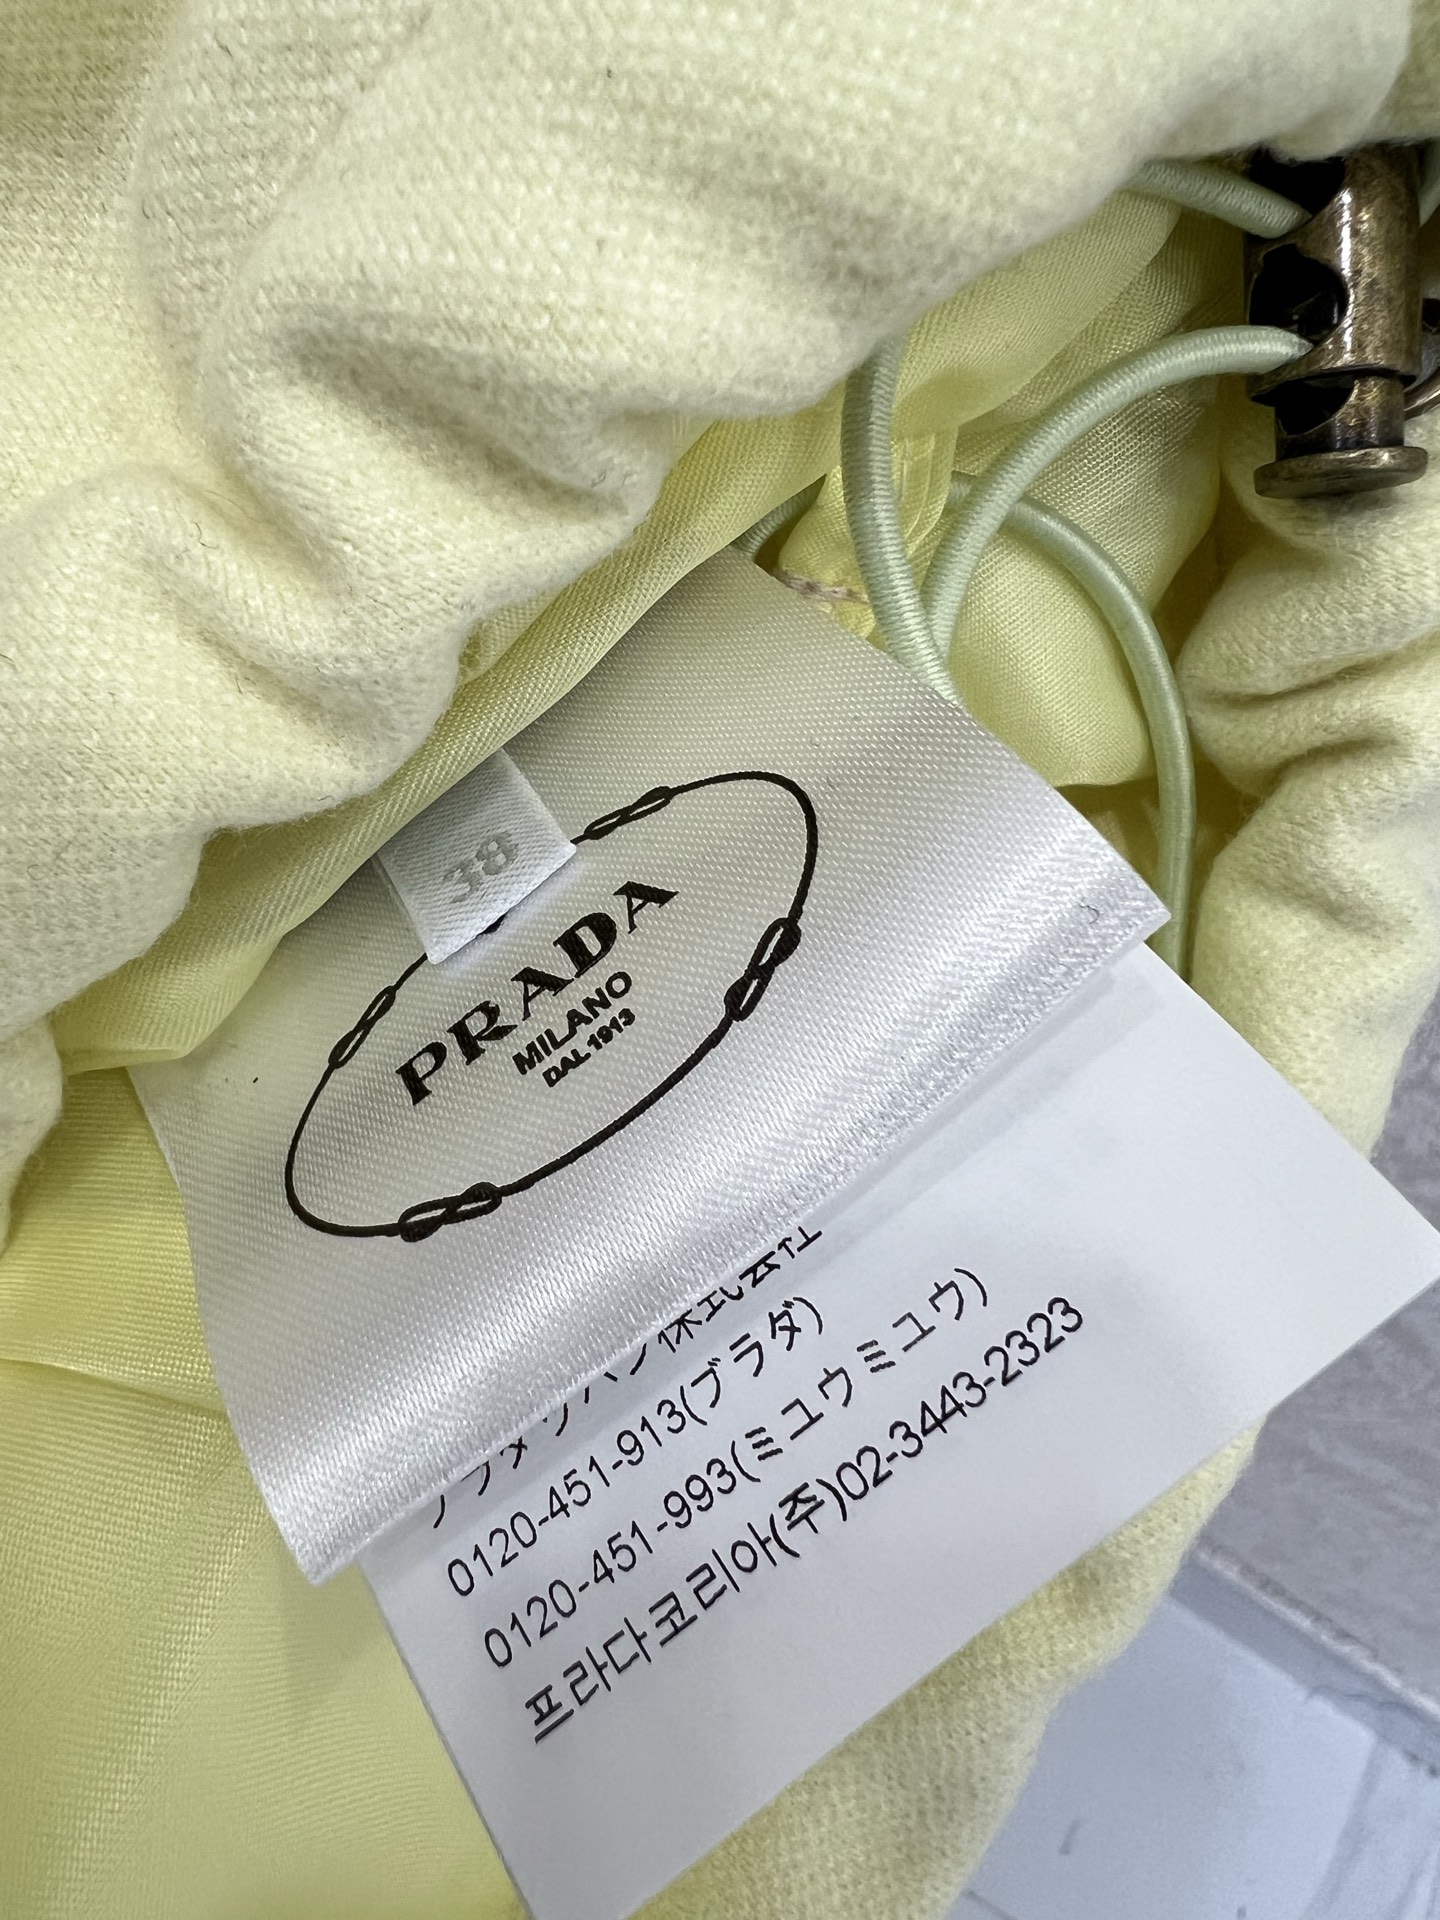 38
PRADA
MILANO
DAL 1913
0120-451-913(プラダ)
0120-451-993(ミュウミュウ)
프라다코리아(주)02-3443-2323